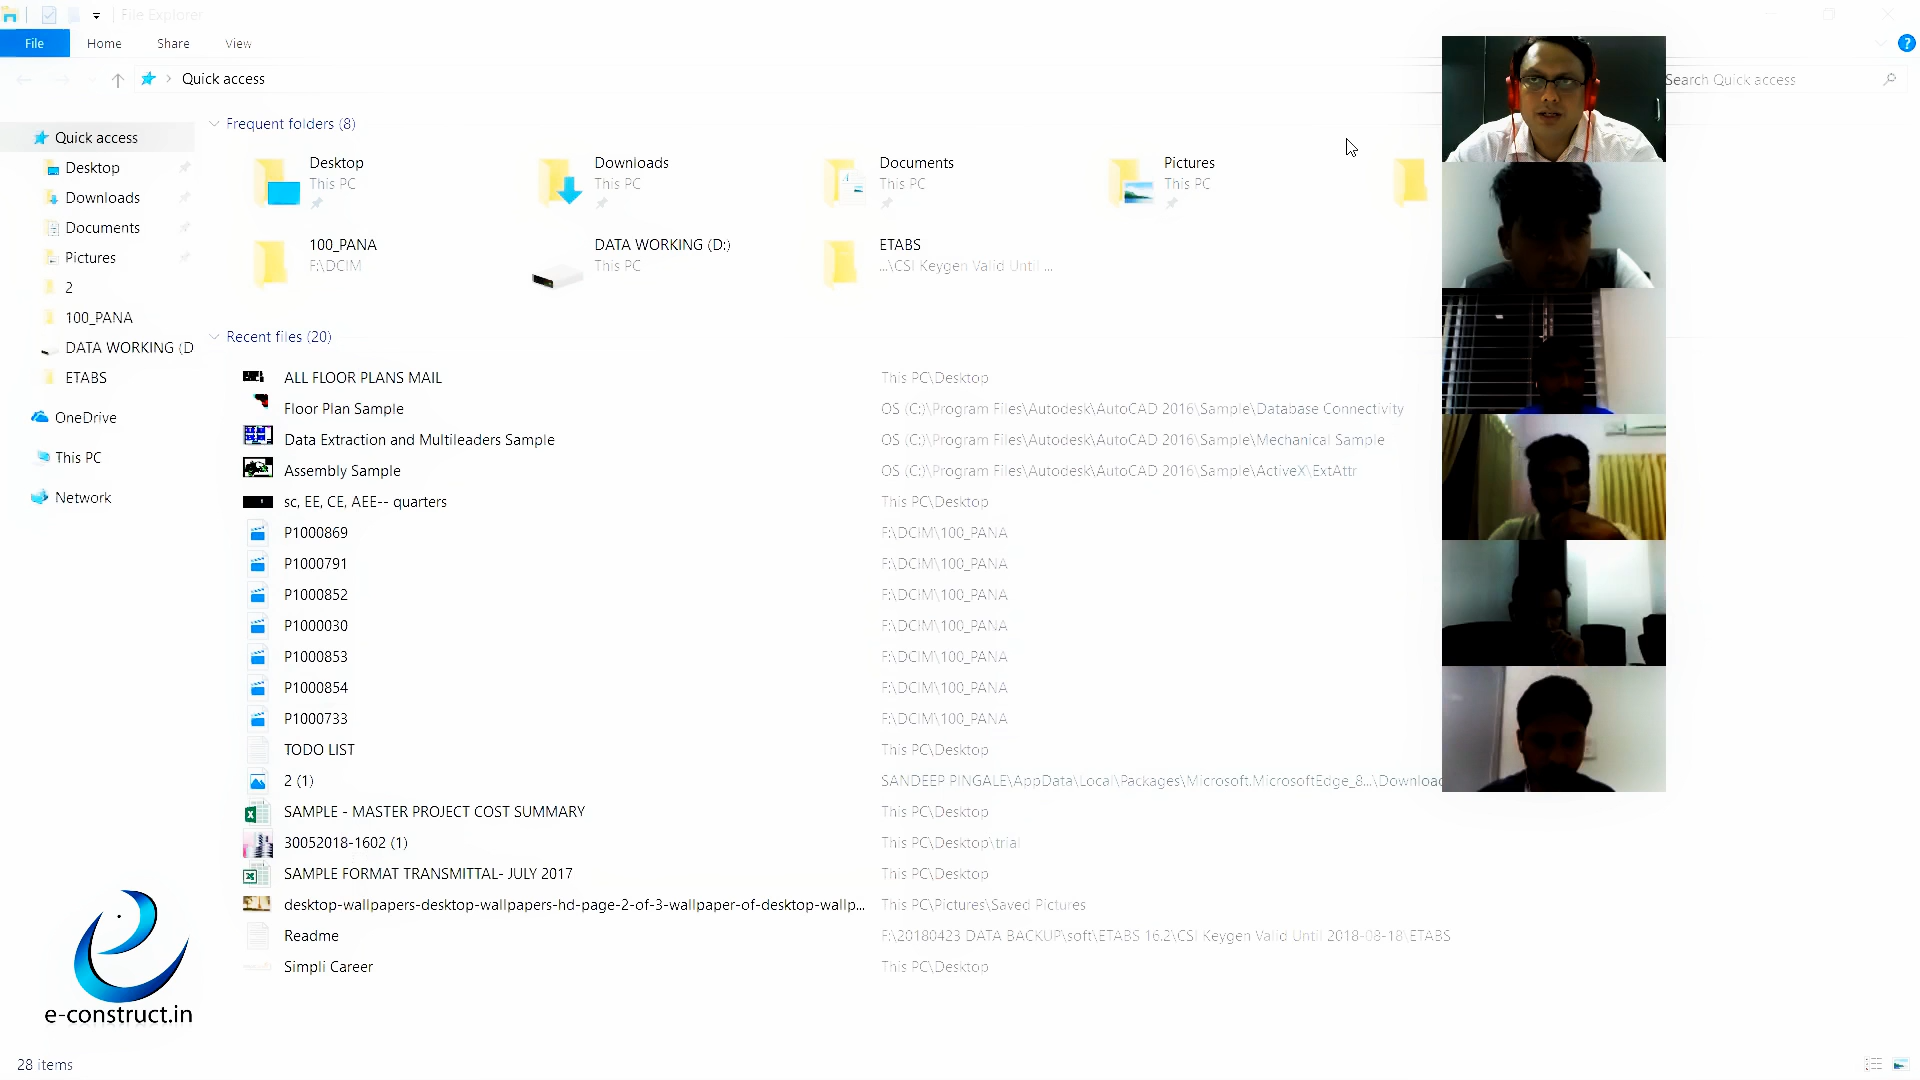 File Explorer
File Home Share View
Quick access
Search Quick access
Quick access
Desktop
Downloads
Documents
Pictures
2
100_PANA
DATA WORKING (D
ETABS
OneDrive
This PC
Network
Frequent folders (8)
Desktop
This PC
Downloads
This PC
Documents
This PC
Pictures
This PC
100_PANA
F:\DCIM
DATA WORKING (D:)
This PC
ETABS
...\CSI Keygen Valid Until ...
Recent files (20)
ALL FLOOR PLANS MAIL This PC\Desktop
Floor Plan Sample OS (C:)\Program Files\Autodesk\AutoCAD 2016\Sample\Database Connectivity
Data Extraction and Multileaders Sample OS (C:)\Program Files\Autodesk\AutoCAD 2016\Sample\Mechanical Sample
Assembly Sample OS (C:)\Program Files\Autodesk\AutoCAD 2016\Sample\ActiveX\ExtAttr
sc, EE, CE, AEE-- quarters This PC\Desktop
P1000869 F:\DCIM\100_PANA
P1000791 F:\DCIM\100_PANA
P1000852 F:\DCIM\100_PANA
P1000030 F:\DCIM\100_PANA
P1000853 F:\DCIM\100_PANA
P1000854 F:\DCIM\100_PANA
P1000733 F:\DCIM\100_PANA
TODO LIST This PC\Desktop
2 (1) SANDEEP PINGALE\AppData\Local\Packages\Microsoft.MicrosoftEdge_8...\Downloa
SAMPLE - MASTER PROJECT COST SUMMARY This PC\Desktop
30052018-1602 (1) This PC\Desktop\trial
SAMPLE FORMAT TRANSMITTAL- JULY 2017 This PC\Desktop
desktop-wallpapers-desktop-wallpapers-hd-page-2-of-3-wallpaper-of-desktop-wallp... This PC\Pictures\Saved Pictures
Readme F:\20180423 DATA BACKUP\soft\ETABS 16.2\CSI Keygen Valid Until 2018-08-18\ETABS
Simpli Career This PC\Desktop
e-construct.in
28 items